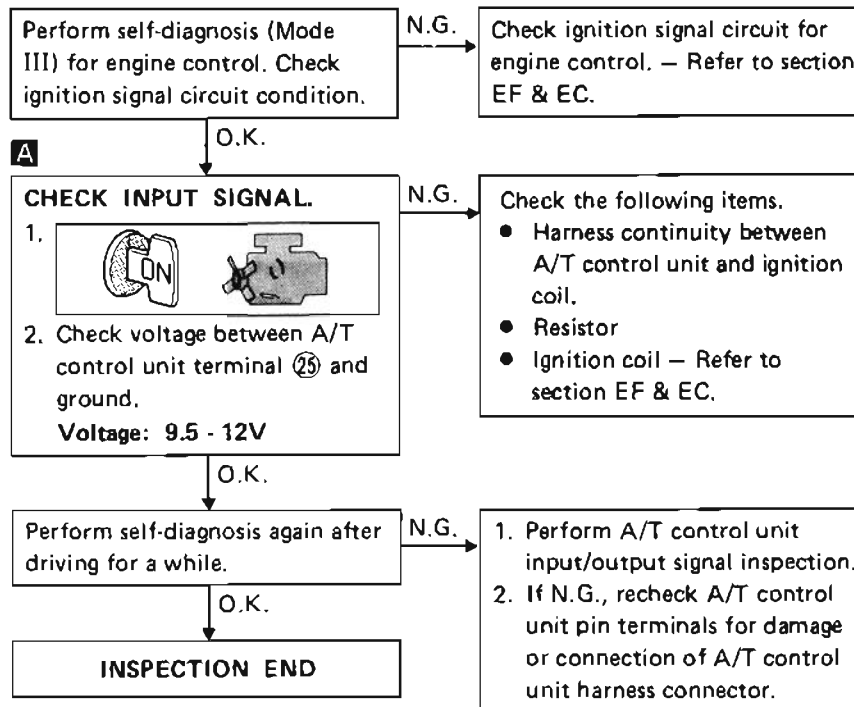 Perform self-diagnosis (Mode
III) for engine control. Check
ignition signal circuit condition.
N.G.
Check ignition signal circuit for
engine control. — Refer to section
EF & EC.
O.K.
A
CHECK INPUT SIGNAL.
1.
ON
2. Check voltage between A/T
control unit terminal ㉕ and
ground.
Voltage: 9.5 - 12V
N.G.
Check the following items.
● Harness continuity between
A/T control unit and ignition
coil.
● Resistor
● Ignition coil — Refer to
section EF & EC.
O.K.
Perform self-diagnosis again after
driving for a while.
N.G.
1. Perform A/T control unit
input/output signal inspection.
2. If N.G., recheck A/T control
unit pin terminals for damage
or connection of A/T control
unit harness connector.
O.K.
INSPECTION END